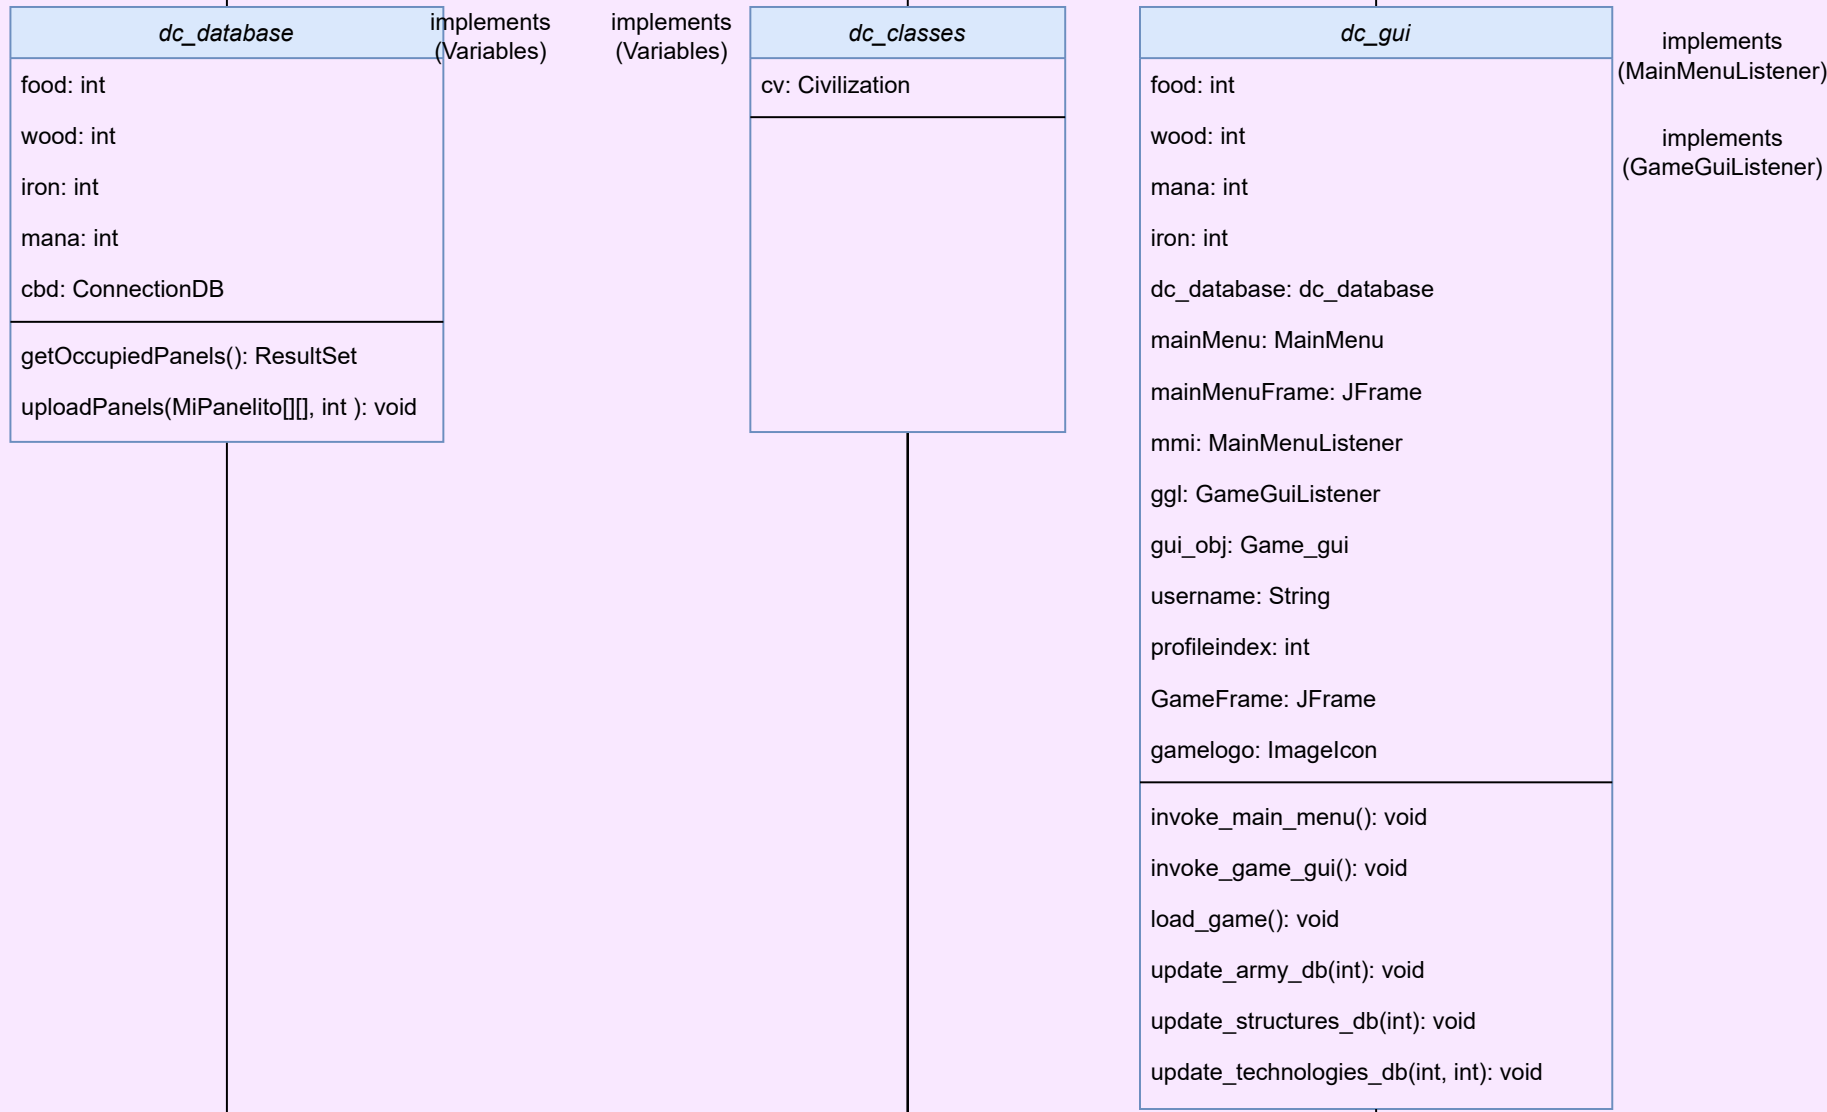 dc_database
implements
(Variables)
food: int
wood: int
iron: int
mana: int
cbd: ConnectionDB
getOccupiedPanels(): ResultSet
uploadPanels(MiPanelito[][], int ): void
implements
(Variables)
dc_classes
cv: Civilization
dc_gui
implements
(MainMenuListener)
implements
(GameGuiListener)
food: int
wood: int
mana: int
iron: int
dc_database: dc_database
mainMenu: MainMenu
mainMenuFrame: JFrame
mmi: MainMenuListener
ggl: GameGuiListener
gui_obj: Game_gui
username: String
profileindex: int
GameFrame: JFrame
gamelogo: ImageIcon
invoke_main_menu(): void
invoke_game_gui(): void
load_game(): void
update_army_db(int): void
update_structures_db(int): void
update_technologies_db(int, int): void